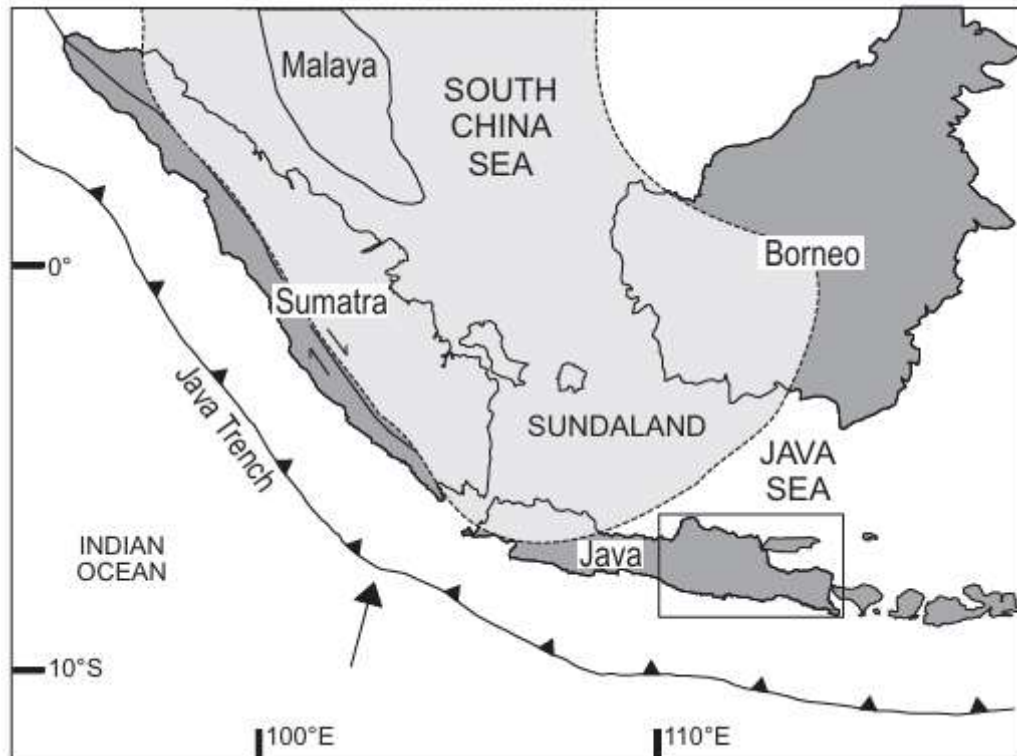 Malaya
SOUTH
CHINA
SEA
Borneo
0°
Sumatra
Java Trench
SUNDALAND
JAVA
SEA
INDIAN
OCEAN
Java
10°S
100°E
110°E